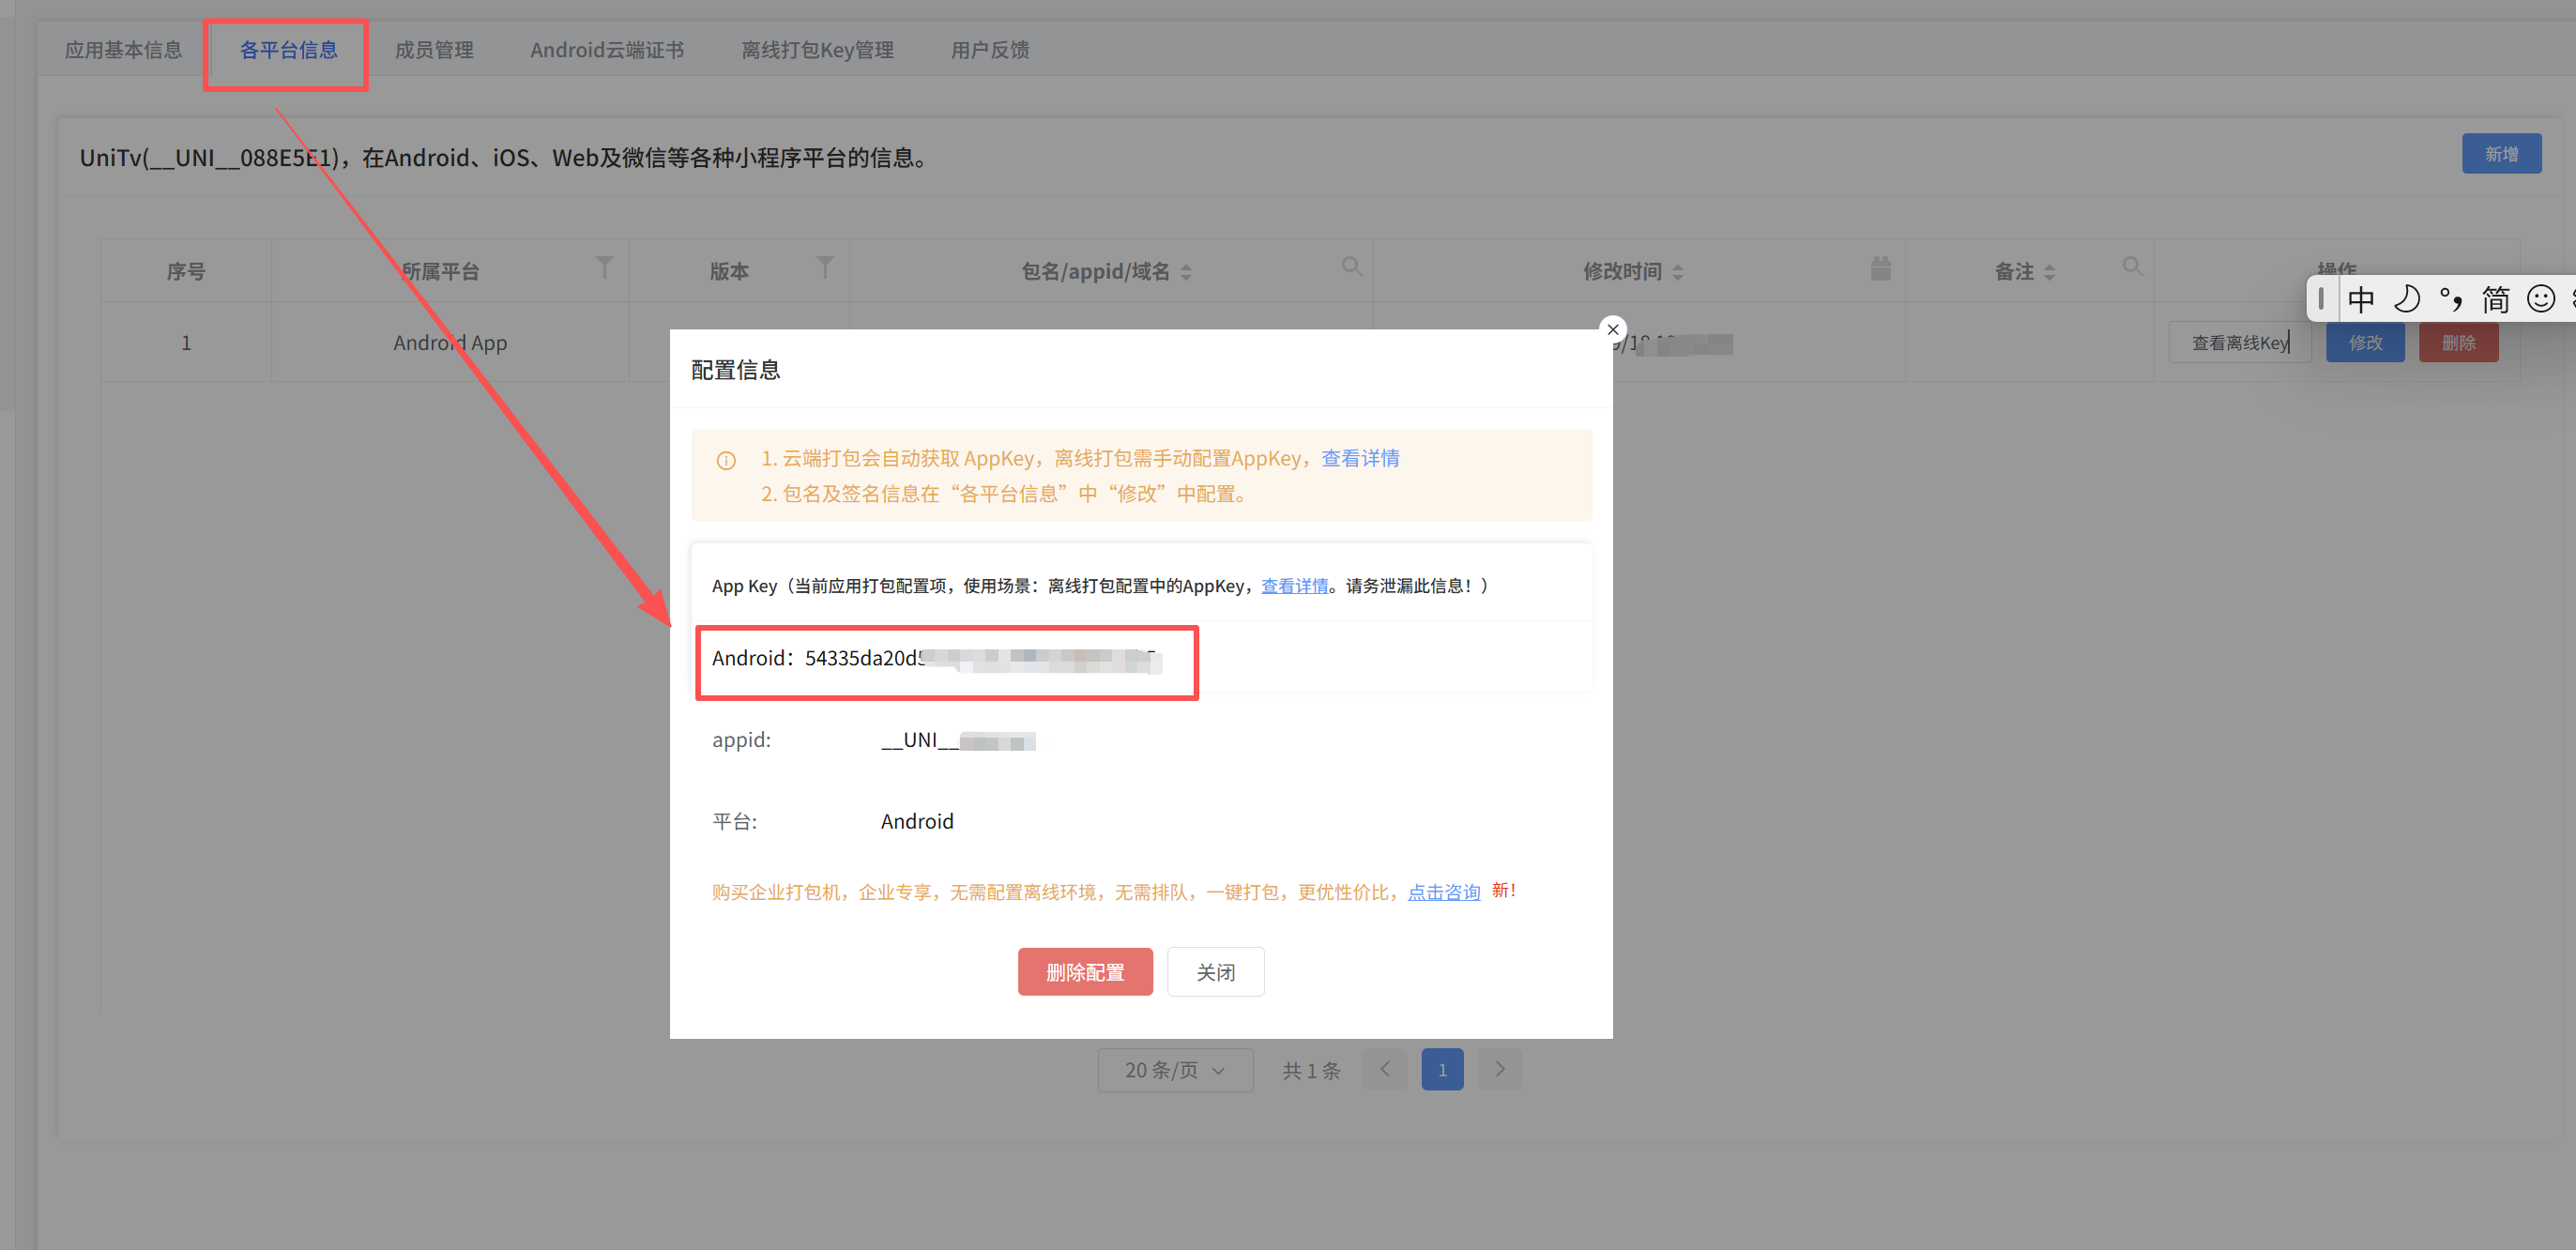 应用基本信息 各平台信息 成员管理 Android云端证书 离线打包Key管理 用户反馈
UniTv(__UNI__088E5E1)，在Android、iOS、Web及微信等各种小程序平台的信息。 新增
序号 所属平台 版本 包名/appid/域名 修改时间 备注 操作
中 简
1 Android App 查看离线Key 修改 删除
配置信息
1. 云端打包会自动获取 AppKey，离线打包需手动配置AppKey，查看详情
2. 包名及签名信息在“各平台信息”中“修改”中配置。
App Key（当前应用打包配置项，使用场景：离线打包配置中的AppKey，查看详情。请务泄漏此信息！）
Android：54335da20d
appid: __UNI__
平台: Android
购买企业打包机，企业专享，无需配置离线环境，无需排队，一键打包，更优性价比，点击咨询 新！
删除配置 关闭
20 条/页 共 1 条 1